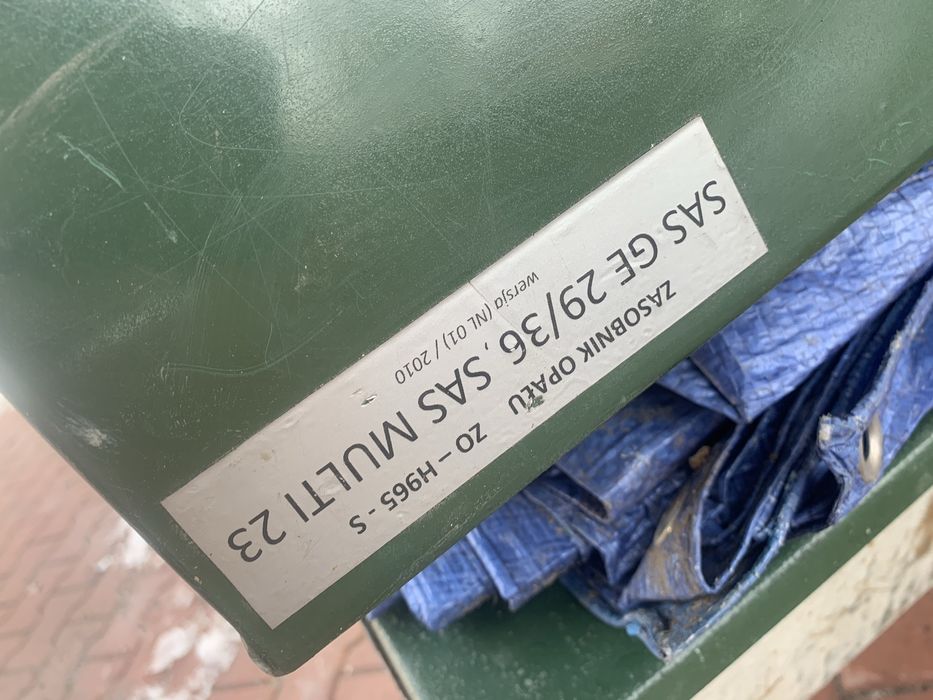 ZASOBNIK OPAŁU ZO – H965 - S
SAS GE 29/36, SAS MULTI 23
wersja (NL 01) / 2010